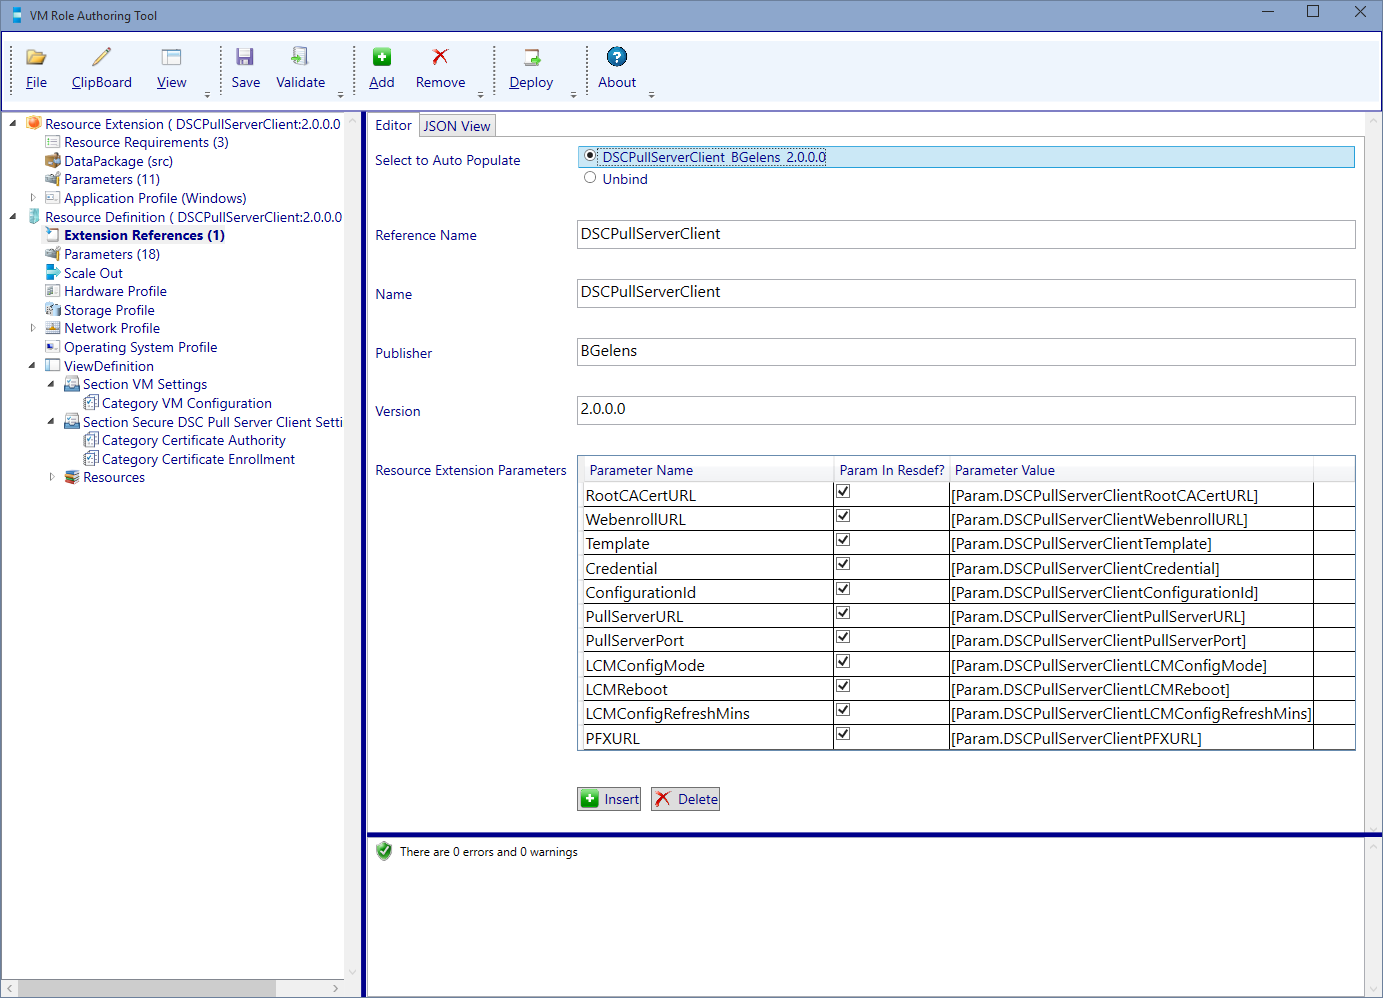 VM Role Authoring Tool
File ClipBoard View Save Validate Add Remove Deploy About
Resource Extension ( DSCPullServerClient:2.0.0.0
Resource Requirements (3)
DataPackage (src)
Parameters (11)
Application Profile (Windows)
Resource Definition ( DSCPullServerClient:2.0.0.0
Extension References (1)
Parameters (18)
Scale Out
Hardware Profile
Storage Profile
Network Profile
Operating System Profile
ViewDefinition
Section VM Settings
Category VM Configuration
Section Secure DSC Pull Server Client Setti
Category Certificate Authority
Category Certificate Enrollment
Resources
Editor JSON View
Select to Auto Populate DSCPullServerClient BGelens 2.0.0.0
Unbind
Reference Name DSCPullServerClient
Name DSCPullServerClient
Publisher BGelens
Version 2.0.0.0
Resource Extension Parameters Parameter Name Param In Resdef? Parameter Value
RootCACertURL [Param.DSCPullServerClientRootCACertURL]
WebenrollURL [Param.DSCPullServerClientWebenrollURL]
Template [Param.DSCPullServerClientTemplate]
Credential [Param.DSCPullServerClientCredential]
ConfigurationId [Param.DSCPullServerClientConfigurationId]
PullServerURL [Param.DSCPullServerClientPullServerURL]
PullServerPort [Param.DSCPullServerClientPullServerPort]
LCMConfigMode [Param.DSCPullServerClientLCMConfigMode]
LCMReboot [Param.DSCPullServerClientLCMReboot]
LCMConfigRefreshMins [Param.DSCPullServerClientLCMConfigRefreshMins]
PFXURL [Param.DSCPullServerClientPFXURL]
Insert Delete
There are 0 errors and 0 warnings